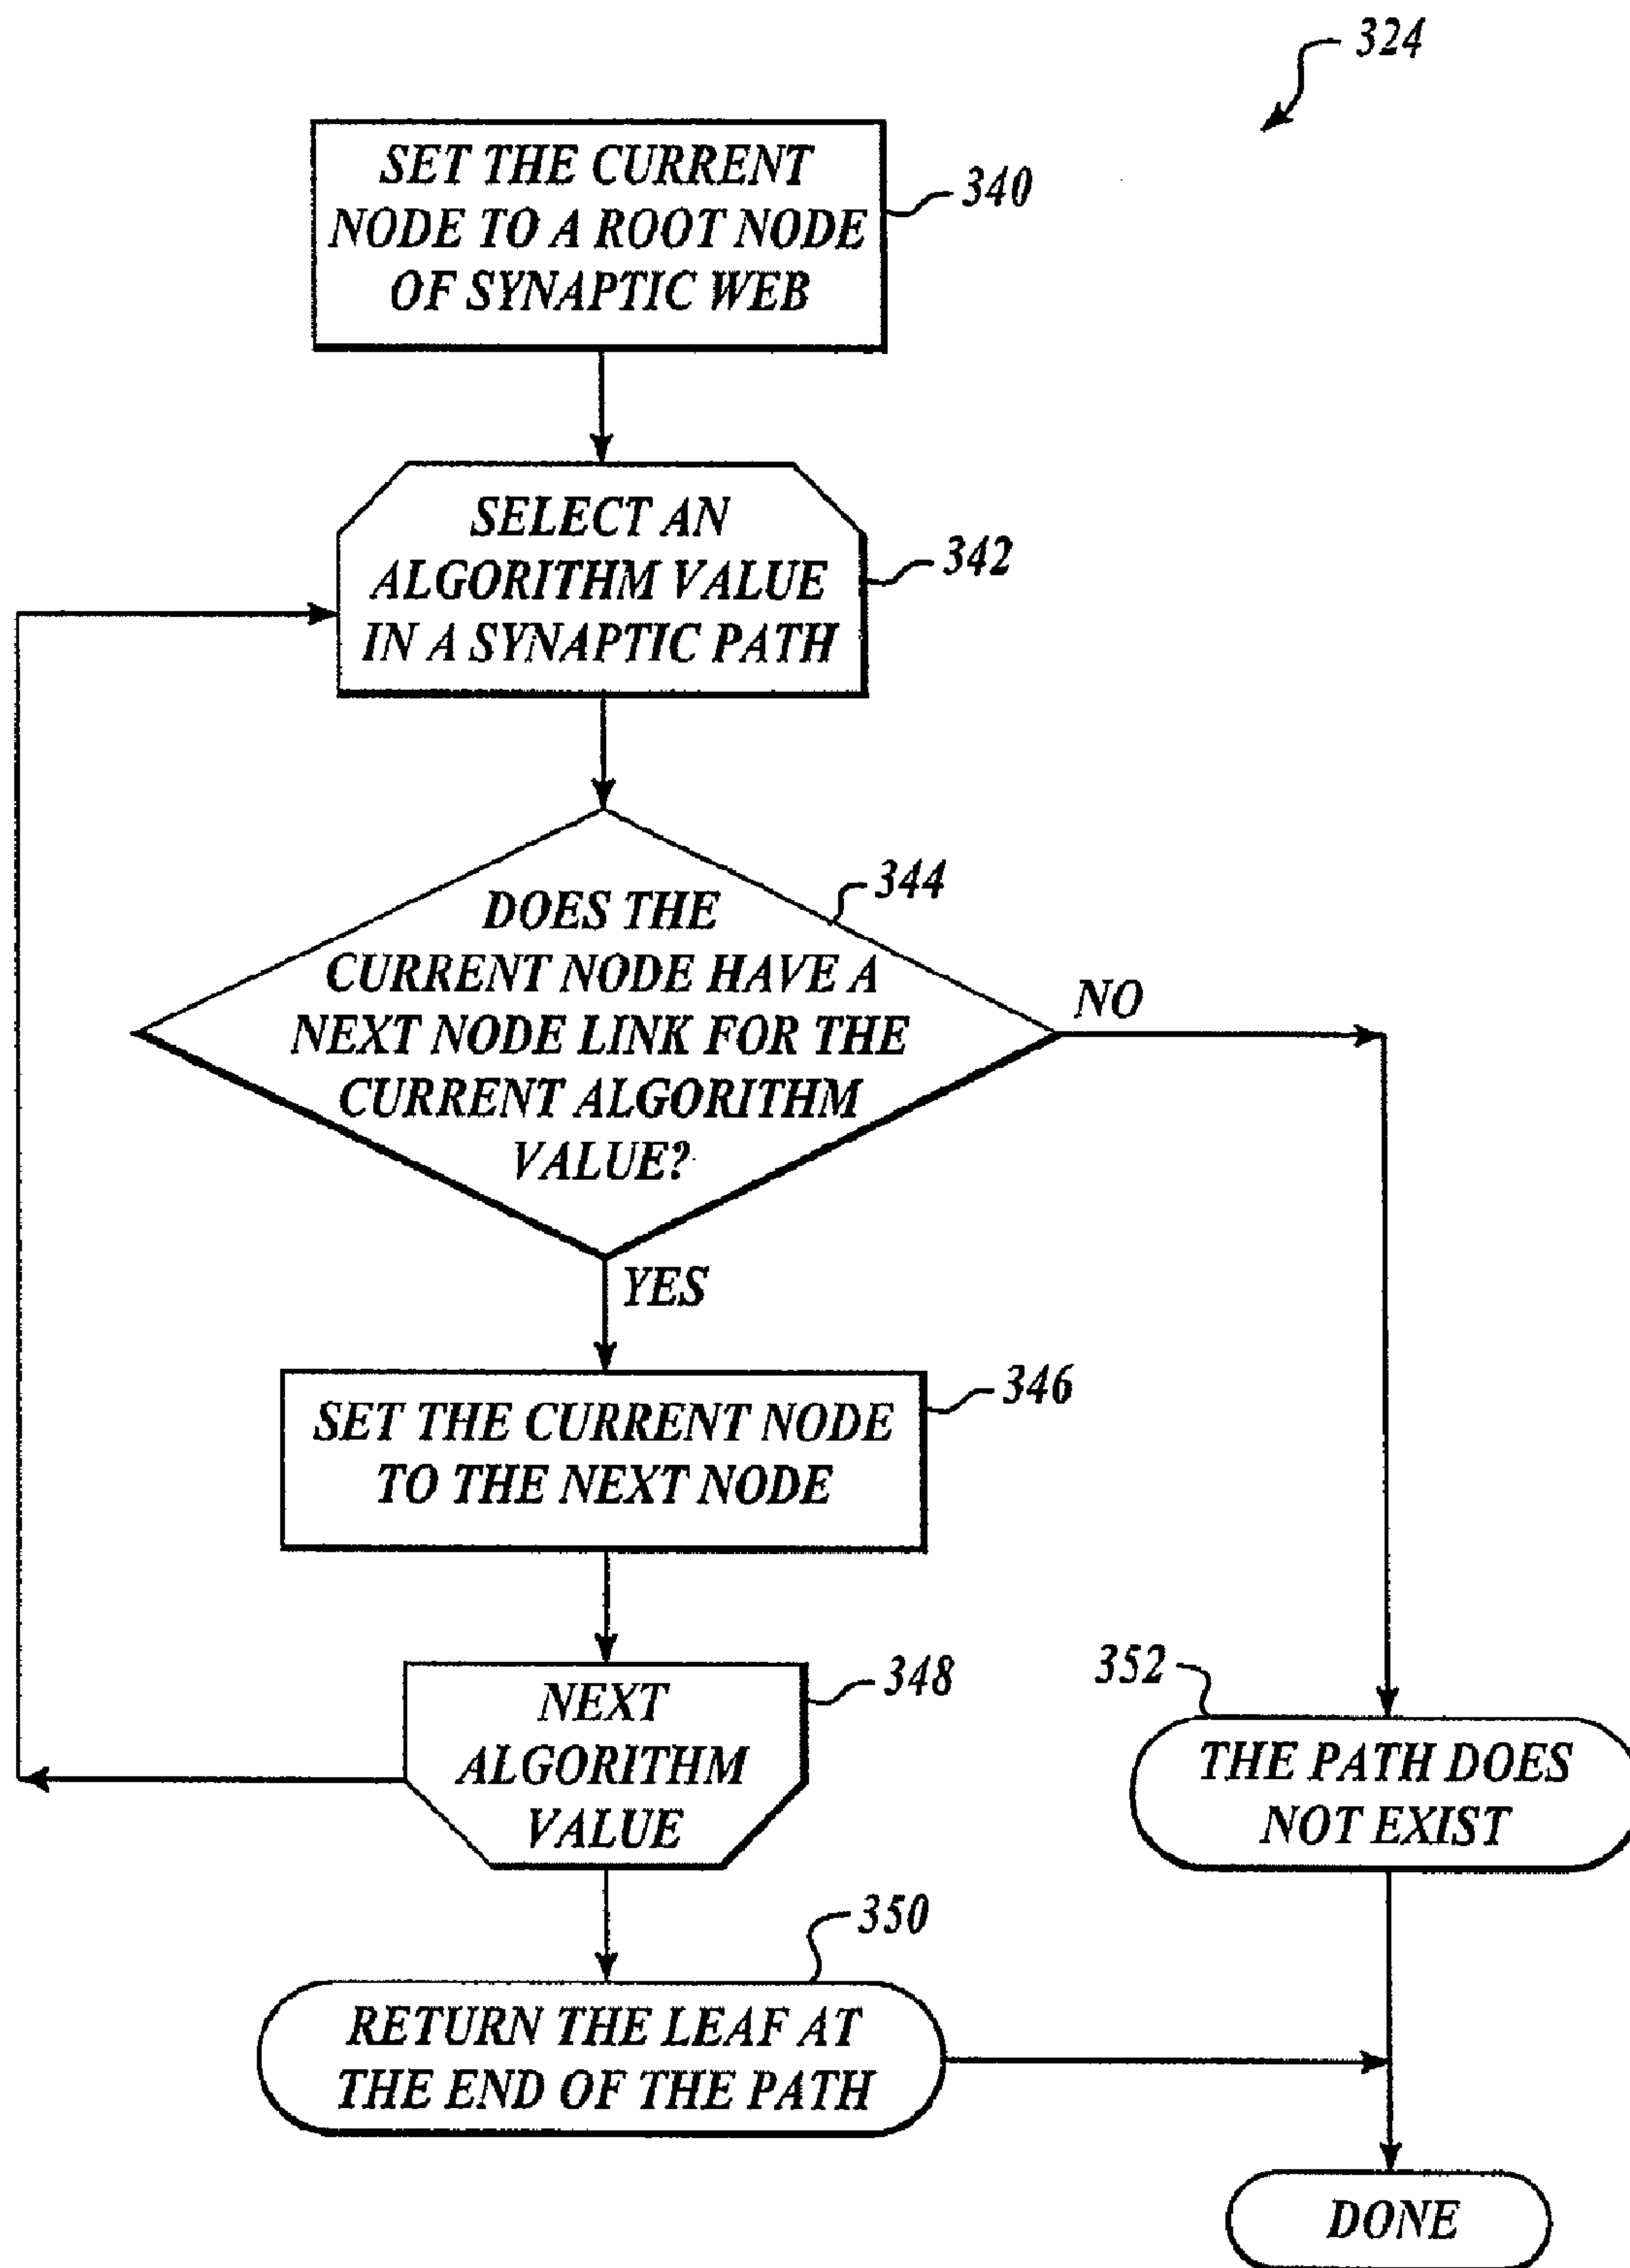 324
SET THE CURRENT
NODE TO A ROOT NODE
OF SYNAPTIC WEB
340
SELECT AN
ALGORITHM VALUE
IN A SYNAPTIC PATH
342
344
DOES THE
CURRENT NODE HAVE A
NEXT NODE LINK FOR THE
CURRENT ALGORITHM
VALUE?
NO
YES
346
SET THE CURRENT NODE
TO THE NEXT NODE
348
NEXT
ALGORITHM
VALUE
352
THE PATH DOES
NOT EXIST
350
RETURN THE LEAF AT
THE END OF THE PATH
DONE